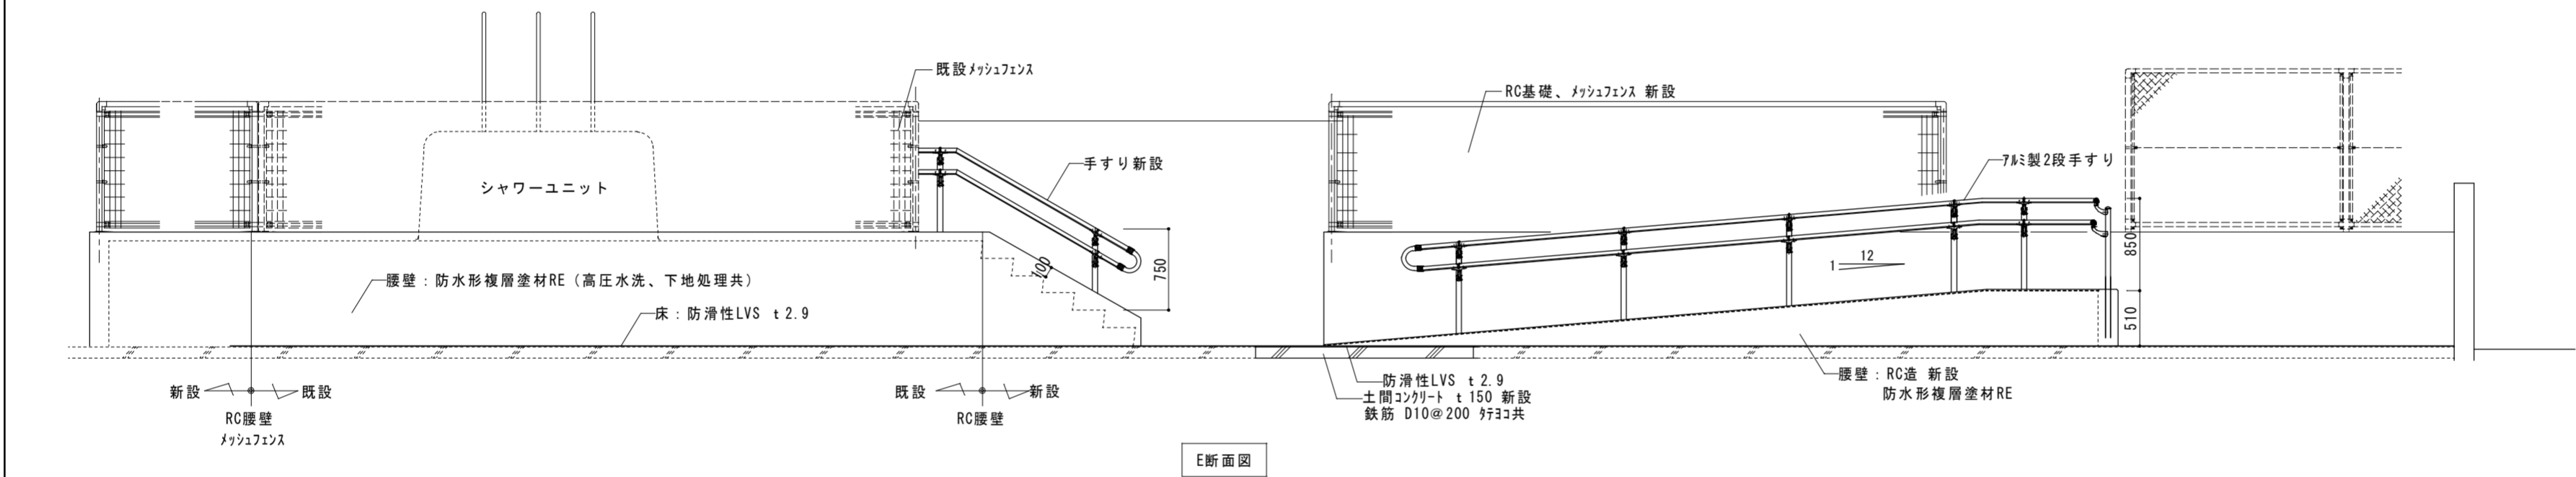 既設ﾒｯｼｭﾌｪﾝｽ
RC基礎、ﾒｯｼｭﾌｪﾝｽ 新設
手すり新設
ｱﾙﾐ製2段手すり
シャワーユニット
100
750
12
1
850
510
腰壁：防水形複層塗材RE（高圧水洗、下地処理共）
床：防滑性LVS t2.9
新設
既設
RC腰壁
ﾒｯｼｭﾌｪﾝｽ
既設
新設
RC腰壁
防滑性LVS t2.9
土間ｺﾝｸﾘｰﾄ t150 新設
鉄筋 D10@200 ﾀﾃﾖｺ共
腰壁：RC造 新設
防水形複層塗材RE
E断面図